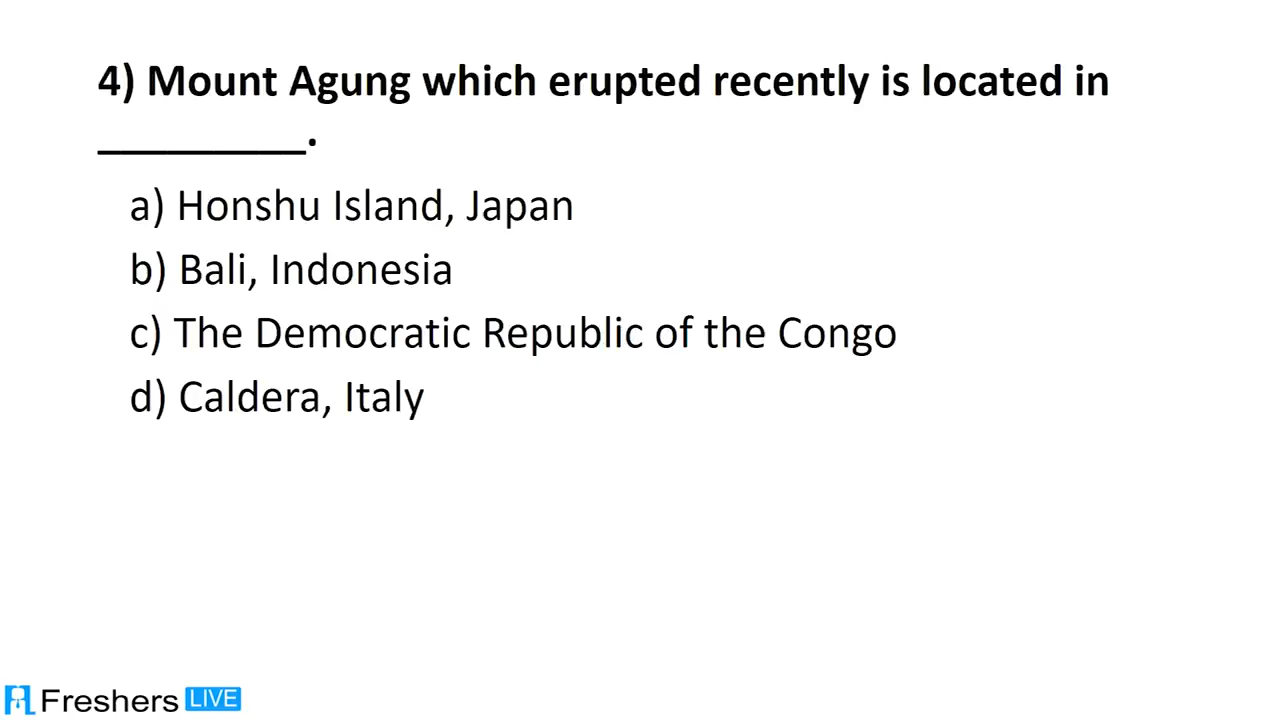 4) Mount Agung which erupted recently is located in
_________.
a) Honshu Island, Japan
b) Bali, Indonesia
c) The Democratic Republic of the Congo
d) Caldera, Italy
Freshers LIVE